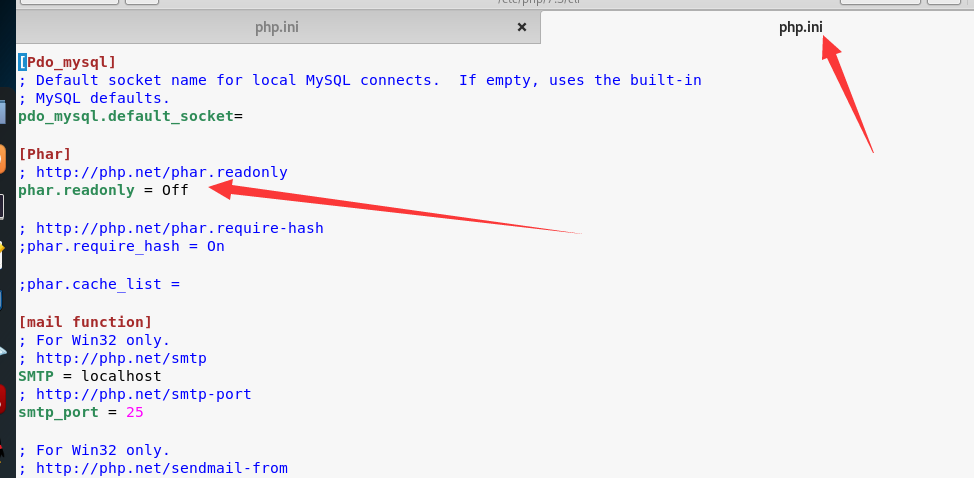 /etc/php/7.3/cli
php.ini
×
php.ini
[Pdo_mysql]
; Default socket name for local MySQL connects.  If empty, uses the built-in
; MySQL defaults.
pdo_mysql.default_socket=
[Phar]
; http://php.net/phar.readonly
phar.readonly = Off
; http://php.net/phar.require-hash
;phar.require_hash = On
;phar.cache_list =
[mail function]
; For Win32 only.
; http://php.net/smtp
SMTP = localhost
; http://php.net/smtp-port
smtp_port = 25
; For Win32 only.
; http://php.net/sendmail-from